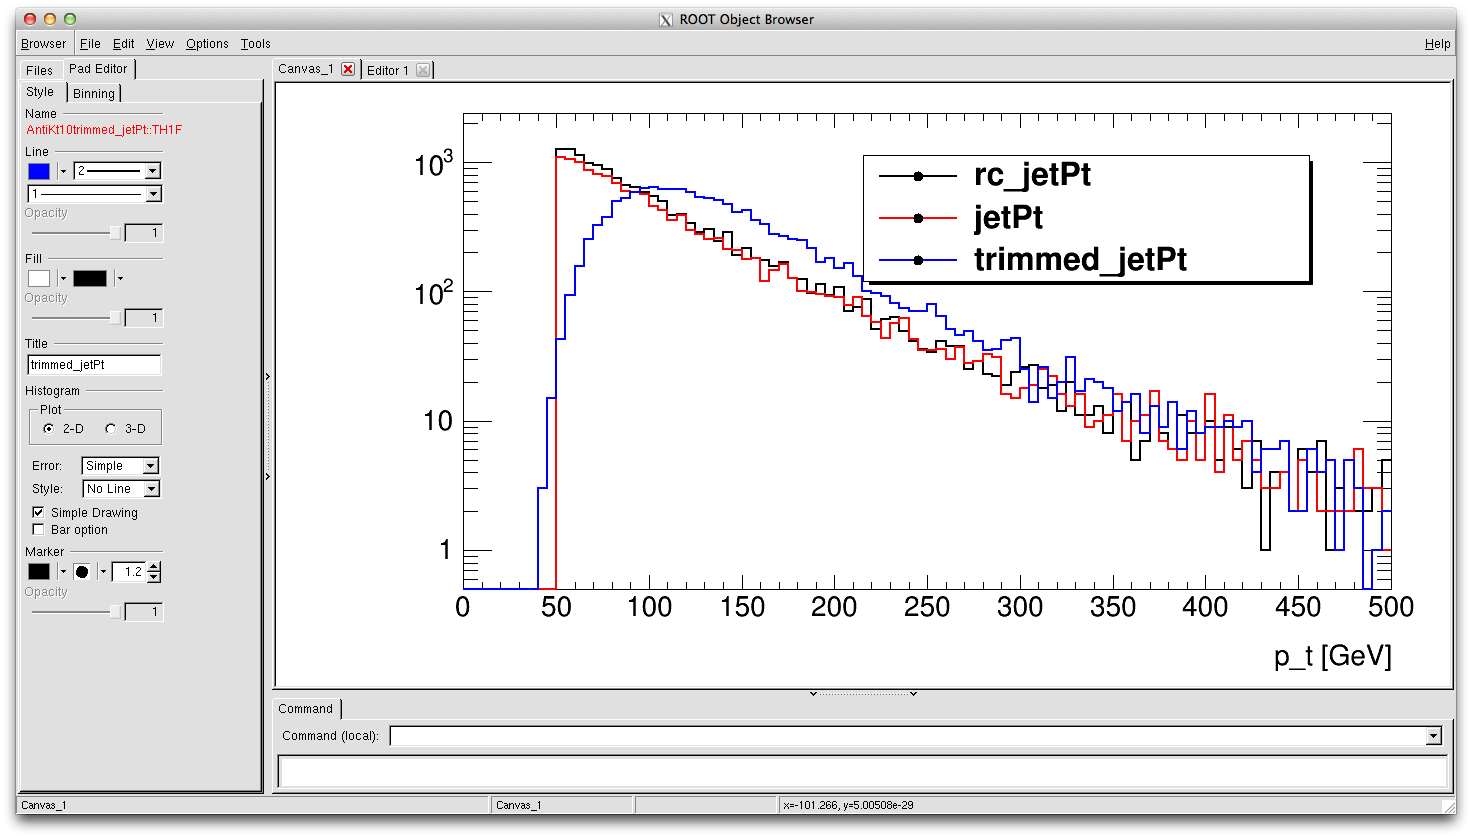 ROOT Object Browser
Browser File Edit View Options Tools Help
Files Pad Editor
Style Binning
Name
AntiKt10trimmed_jetPt::TH1F
Line
2
1
Opacity
1
Fill
Opacity
1
Title
trimmed_jetPt
Histogram
Plot
2-D 3-D
Error: Simple
Style: No Line
Simple Drawing
Bar option
Marker
1.2
Opacity
1
Canvas_1 Editor 1
rc_jetPt
jetPt
trimmed_jetPt
10³
10²
10
1
0 50 100 150 200 250 300 350 400 450 500
p_t [GeV]
Command
Command (local):
Canvas_1 Canvas_1 x=-101.266, y=5.00508e-29